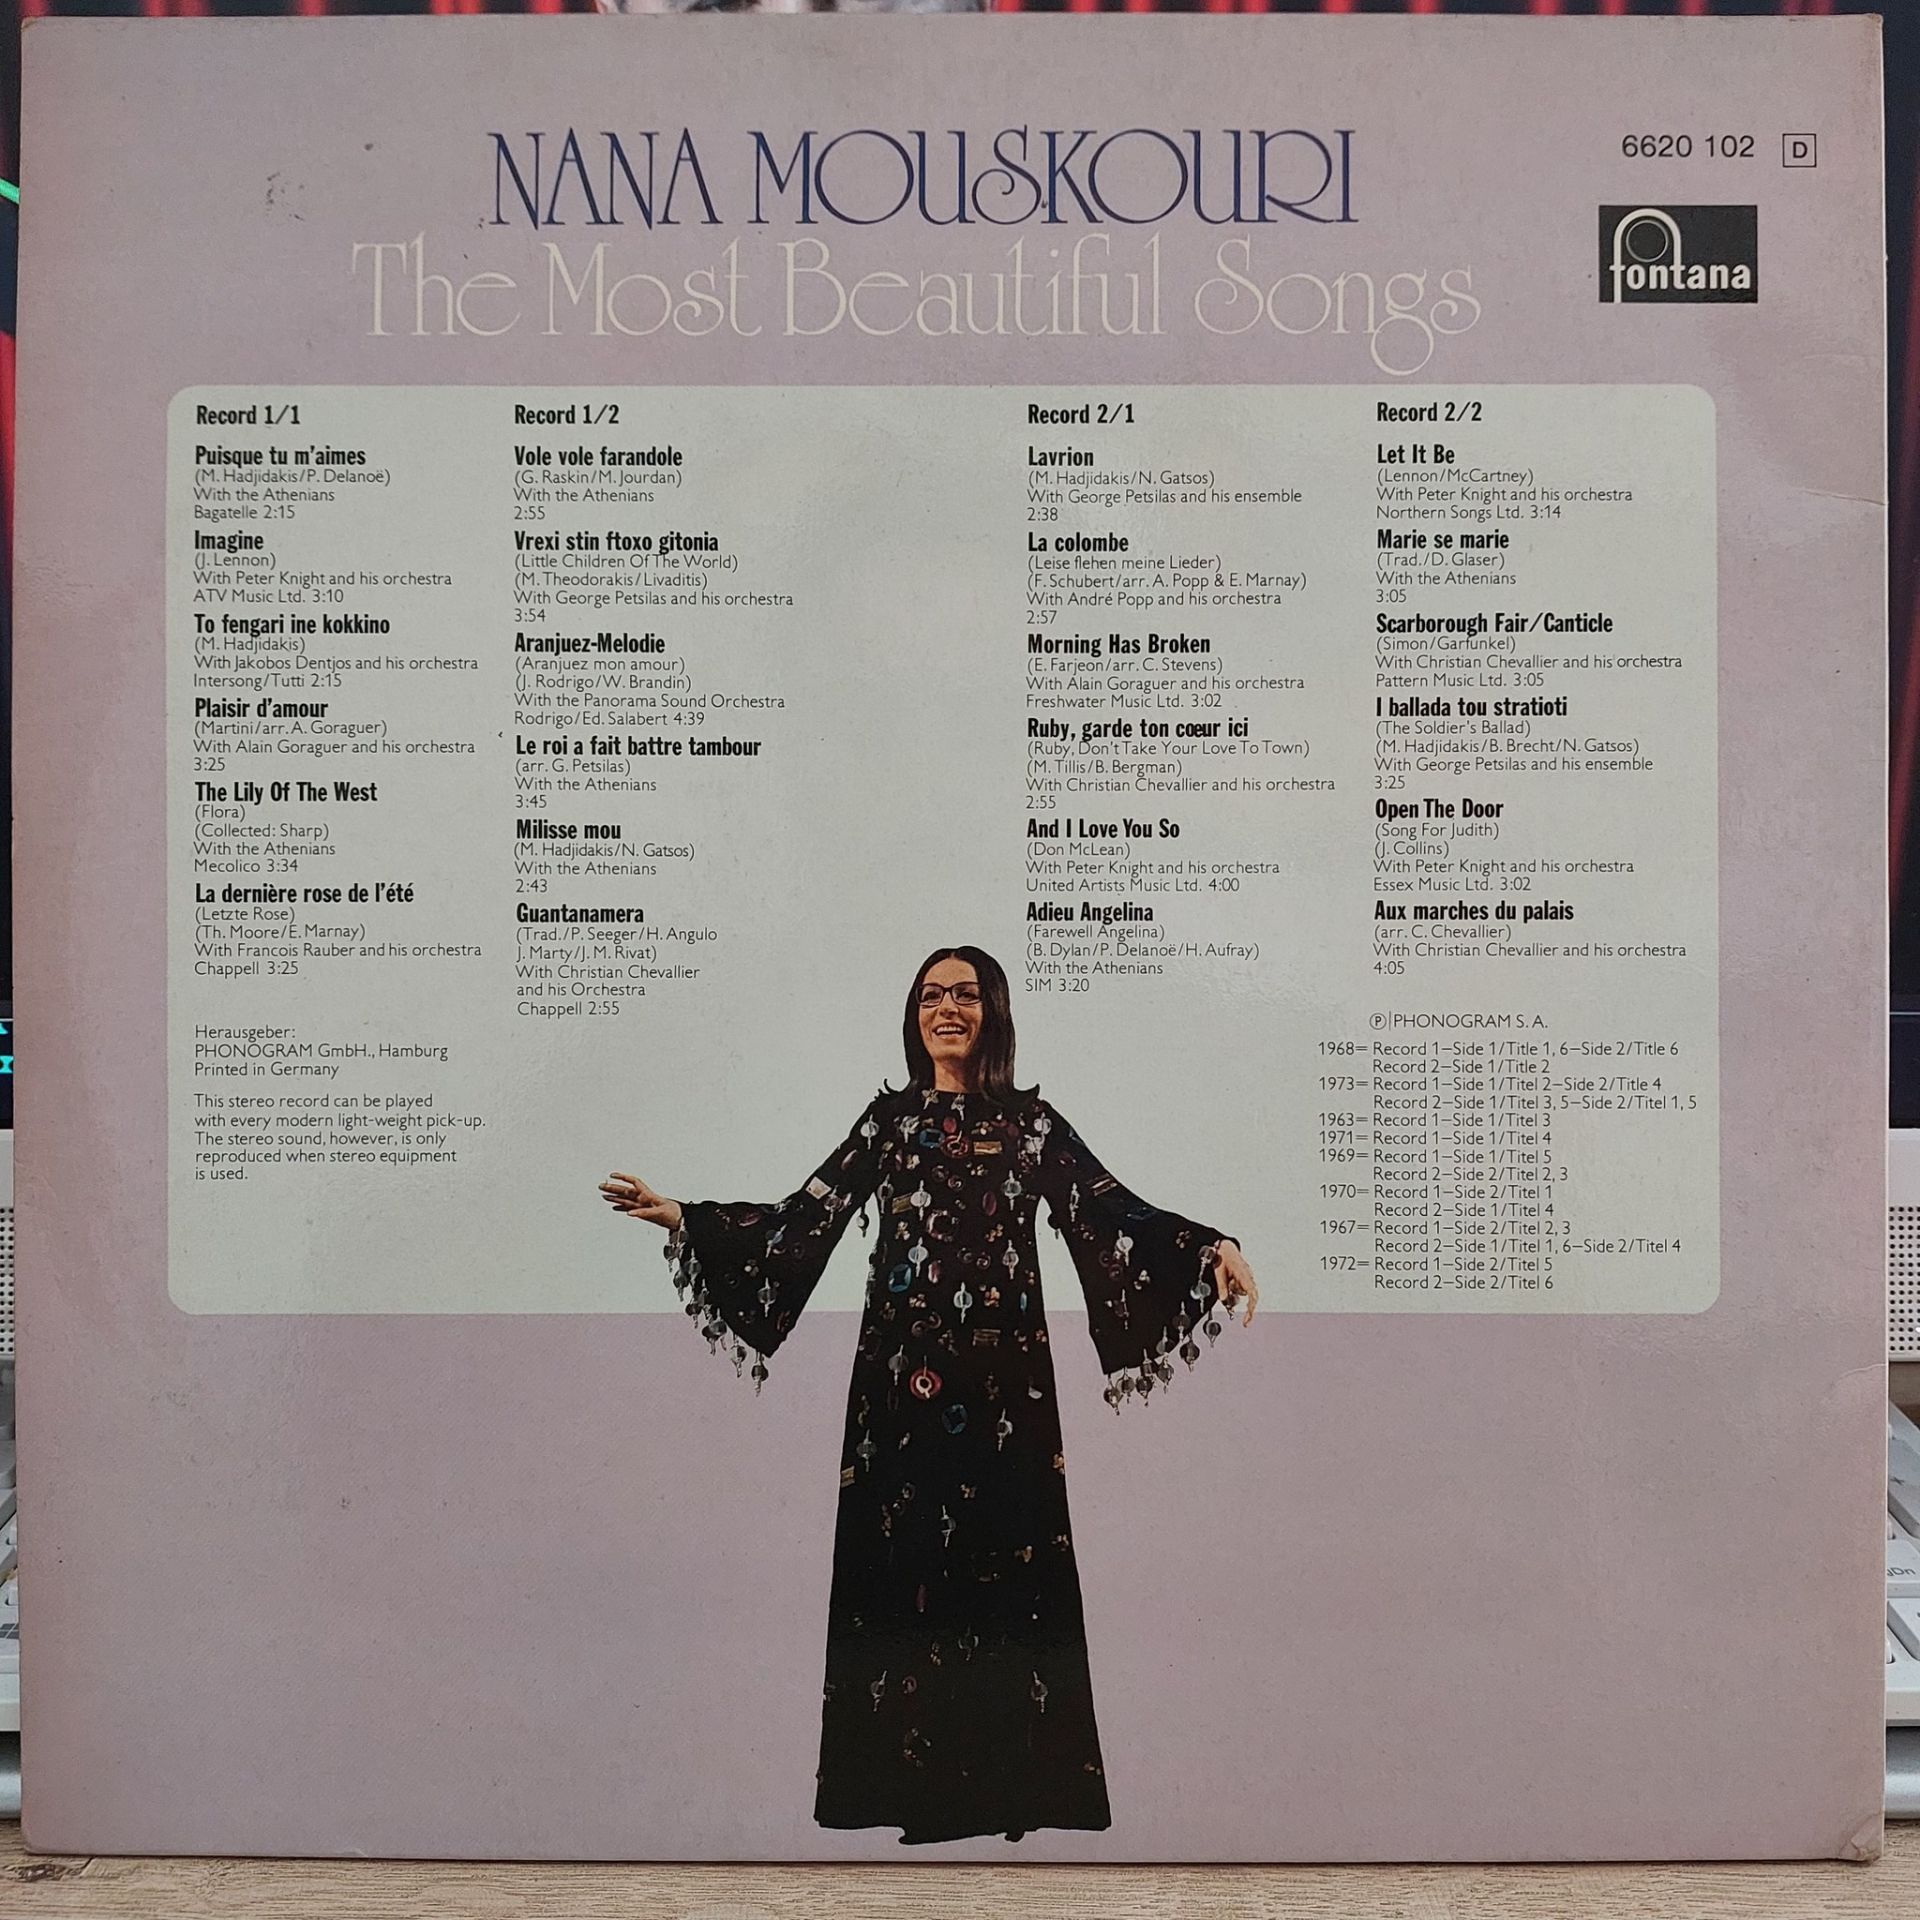 NANA MOUSKOURI
The Most Beautiful Songs
6620 102 D
fontana
Record 1/1
Puisque tu m'aimes
(M. Hadjidakis/P. Delanoë)
With the Athenians
Bagatelle 2:15
Imagine
(J. Lennon)
With Peter Knight and his orchestra
ATV Music Ltd. 3:10
To fengari ine kokkino
(M. Hadjidakis)
With Jakobos Dentjos and his orchestra
Intersong/Tutti 2:15
Plaisir d'amour
(Martini/arr. A. Goraguer)
With Alain Goraguer and his orchestra
3:25
The Lily Of The West
(Flora)
(Collected: Sharp)
With the Athenians
Mecolico 3:34
La dernière rose de l'été
(Letzte Rose)
(Th. Moore/E. Marnay)
With Francois Rauber and his orchestra
Chappell 3:25
Herausgeber:
PHONOGRAM GmbH., Hamburg
Printed in Germany
This stereo record can be played
with every modern light-weight pick-up.
The stereo sound, however, is only
reproduced when stereo equipment
is used.
Record 1/2
Vole vole farandole
(G. Raskin/M. Jourdan)
With the Athenians
2:55
Vrexi stin ftoxo gitonia
(Little Children Of The World)
(M. Theodorakis/Livaditis)
With George Petsilas and his orchestra
3:54
Aranjuez-Melodie
(Aranjuez mon amour)
(J. Rodrigo/W. Brandin)
With the Panorama Sound Orchestra
Rodrigo/Ed. Salabert 4:39
Le roi a fait battre tambour
(arr. G. Petsilas)
With the Athenians
3:45
Milisse mou
(M. Hadjidakis/N. Gatsos)
With the Athenians
2:43
Guantanamera
(Trad./P. Seeger/H. Angulo
J. Marty/J. M. Rivat)
With Christian Chevallier
and his Orchestra
Chappell 2:55
Record 2/1
Lavrion
(M. Hadjidakis/N. Gatsos)
With George Petsilas and his ensemble
2:38
La colombe
(Leise flehen meine Lieder)
(F. Schubert/arr. A. Popp & E. Marnay)
With André Popp and his orchestra
2:57
Morning Has Broken
(E. Farjeon/arr. C. Stevens)
With Alain Goraguer and his orchestra
Freshwater Music Ltd. 3:02
Ruby, garde ton cœur ici
(Ruby, Don't Take Your Love To Town)
(M. Tillis/B. Bergman)
With Christian Chevallier and his orchestra
2:55
And I Love You So
(Don McLean)
With Peter Knight and his orchestra
United Artists Music Ltd. 4:00
Adieu Angelina
(Farewell Angelina)
(B. Dylan/P. Delanoë/H. Aufray)
With the Athenians
SIM 3:20
Record 2/2
Let It Be
(Lennon/McCartney)
With Peter Knight and his orchestra
Northern Songs Ltd. 3:14
Marie se marie
(Trad./D. Glaser)
With the Athenians
3:05
Scarborough Fair/Canticle
(Simon/Garfunkel)
With Christian Chevallier and his orchestra
Pattern Music Ltd. 3:05
I ballada tou stratioti
(The Soldier's Ballad)
(M. Hadjidakis/B. Brecht/N. Gatsos)
With George Petsilas and his ensemble
3:25
Open The Door
(Song For Judith)
(J. Collins)
With Peter Knight and his orchestra
Essex Music Ltd. 3:02
Aux marches du palais
(arr. C. Chevallier)
With Christian Chevallier and his orchestra
4:05
Ⓟ|PHONOGRAM S. A.
1968= Record 1–Side 1/Title 1, 6–Side 2/Title 6
Record 2–Side 1/Title 2
1973= Record 1–Side 1/Titel 2–Side 2/Title 4
Record 2–Side 1/Titel 3, 5–Side 2/Titel 1, 5
1963= Record 1–Side 1/Titel 3
1971= Record 1–Side 1/Titel 4
1969= Record 1–Side 1/Titel 5
Record 2–Side 2/Titel 2, 3
1970= Record 1–Side 2/Titel 1
Record 2–Side 1/Titel 4
1967= Record 1–Side 2/Titel 2, 3
Record 2–Side 1/Titel 1, 6–Side 2/Titel 4
1972= Record 1–Side 2/Titel 5
Record 2–Side 2/Titel 6